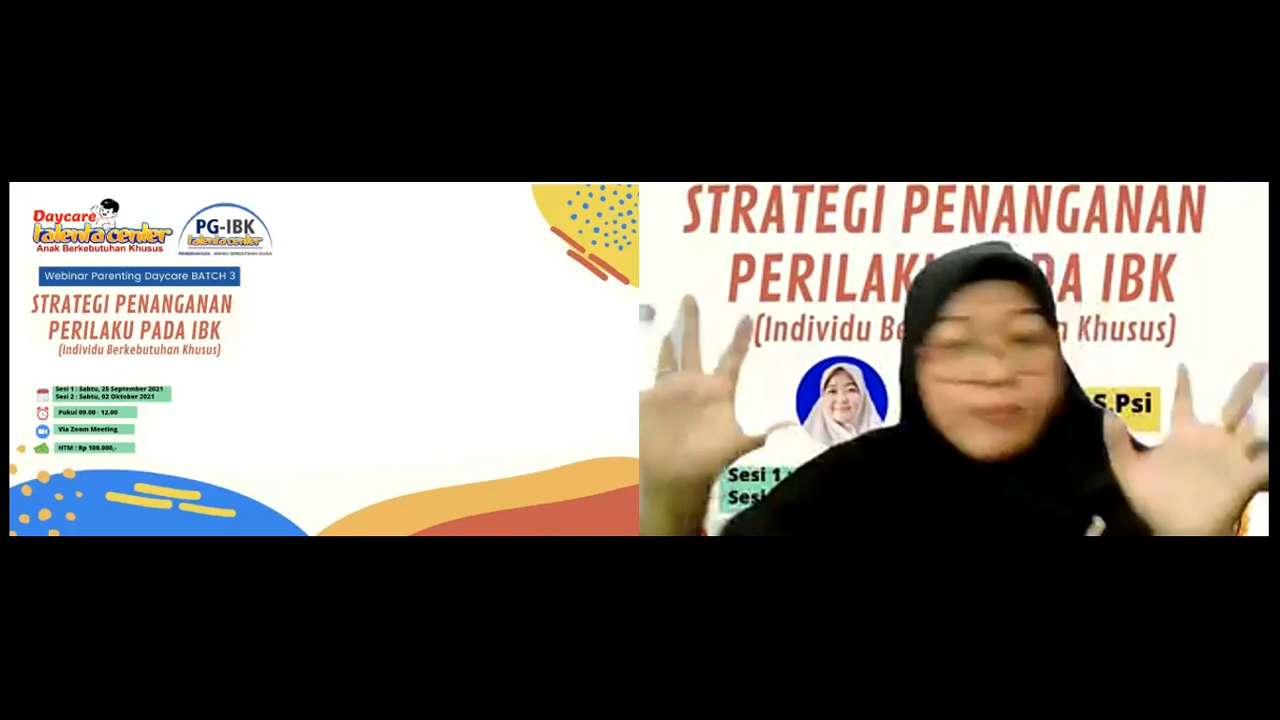 Daycare
talenta center
Anak Berkebutuhan Khusus
PG-IBK
talenta center
Webinar Parenting Daycare BATCH 3
STRATEGI PENANGANAN
PERILAKU PADA IBK
(Individu Berkebutuhan Khusus)
Sesi 1 : Sabtu, 25 September 2021
Sesi 2 : Sabtu, 02 Oktober 2021
Pukul 09.00 - 12.00
Via Zoom Meeting
HTM : Rp 100.000,-
STRATEGI PENANGANAN
PERILAK DA IBK
(Individu Be n Khusus)
S.Psi
Sesi 1
Sesi